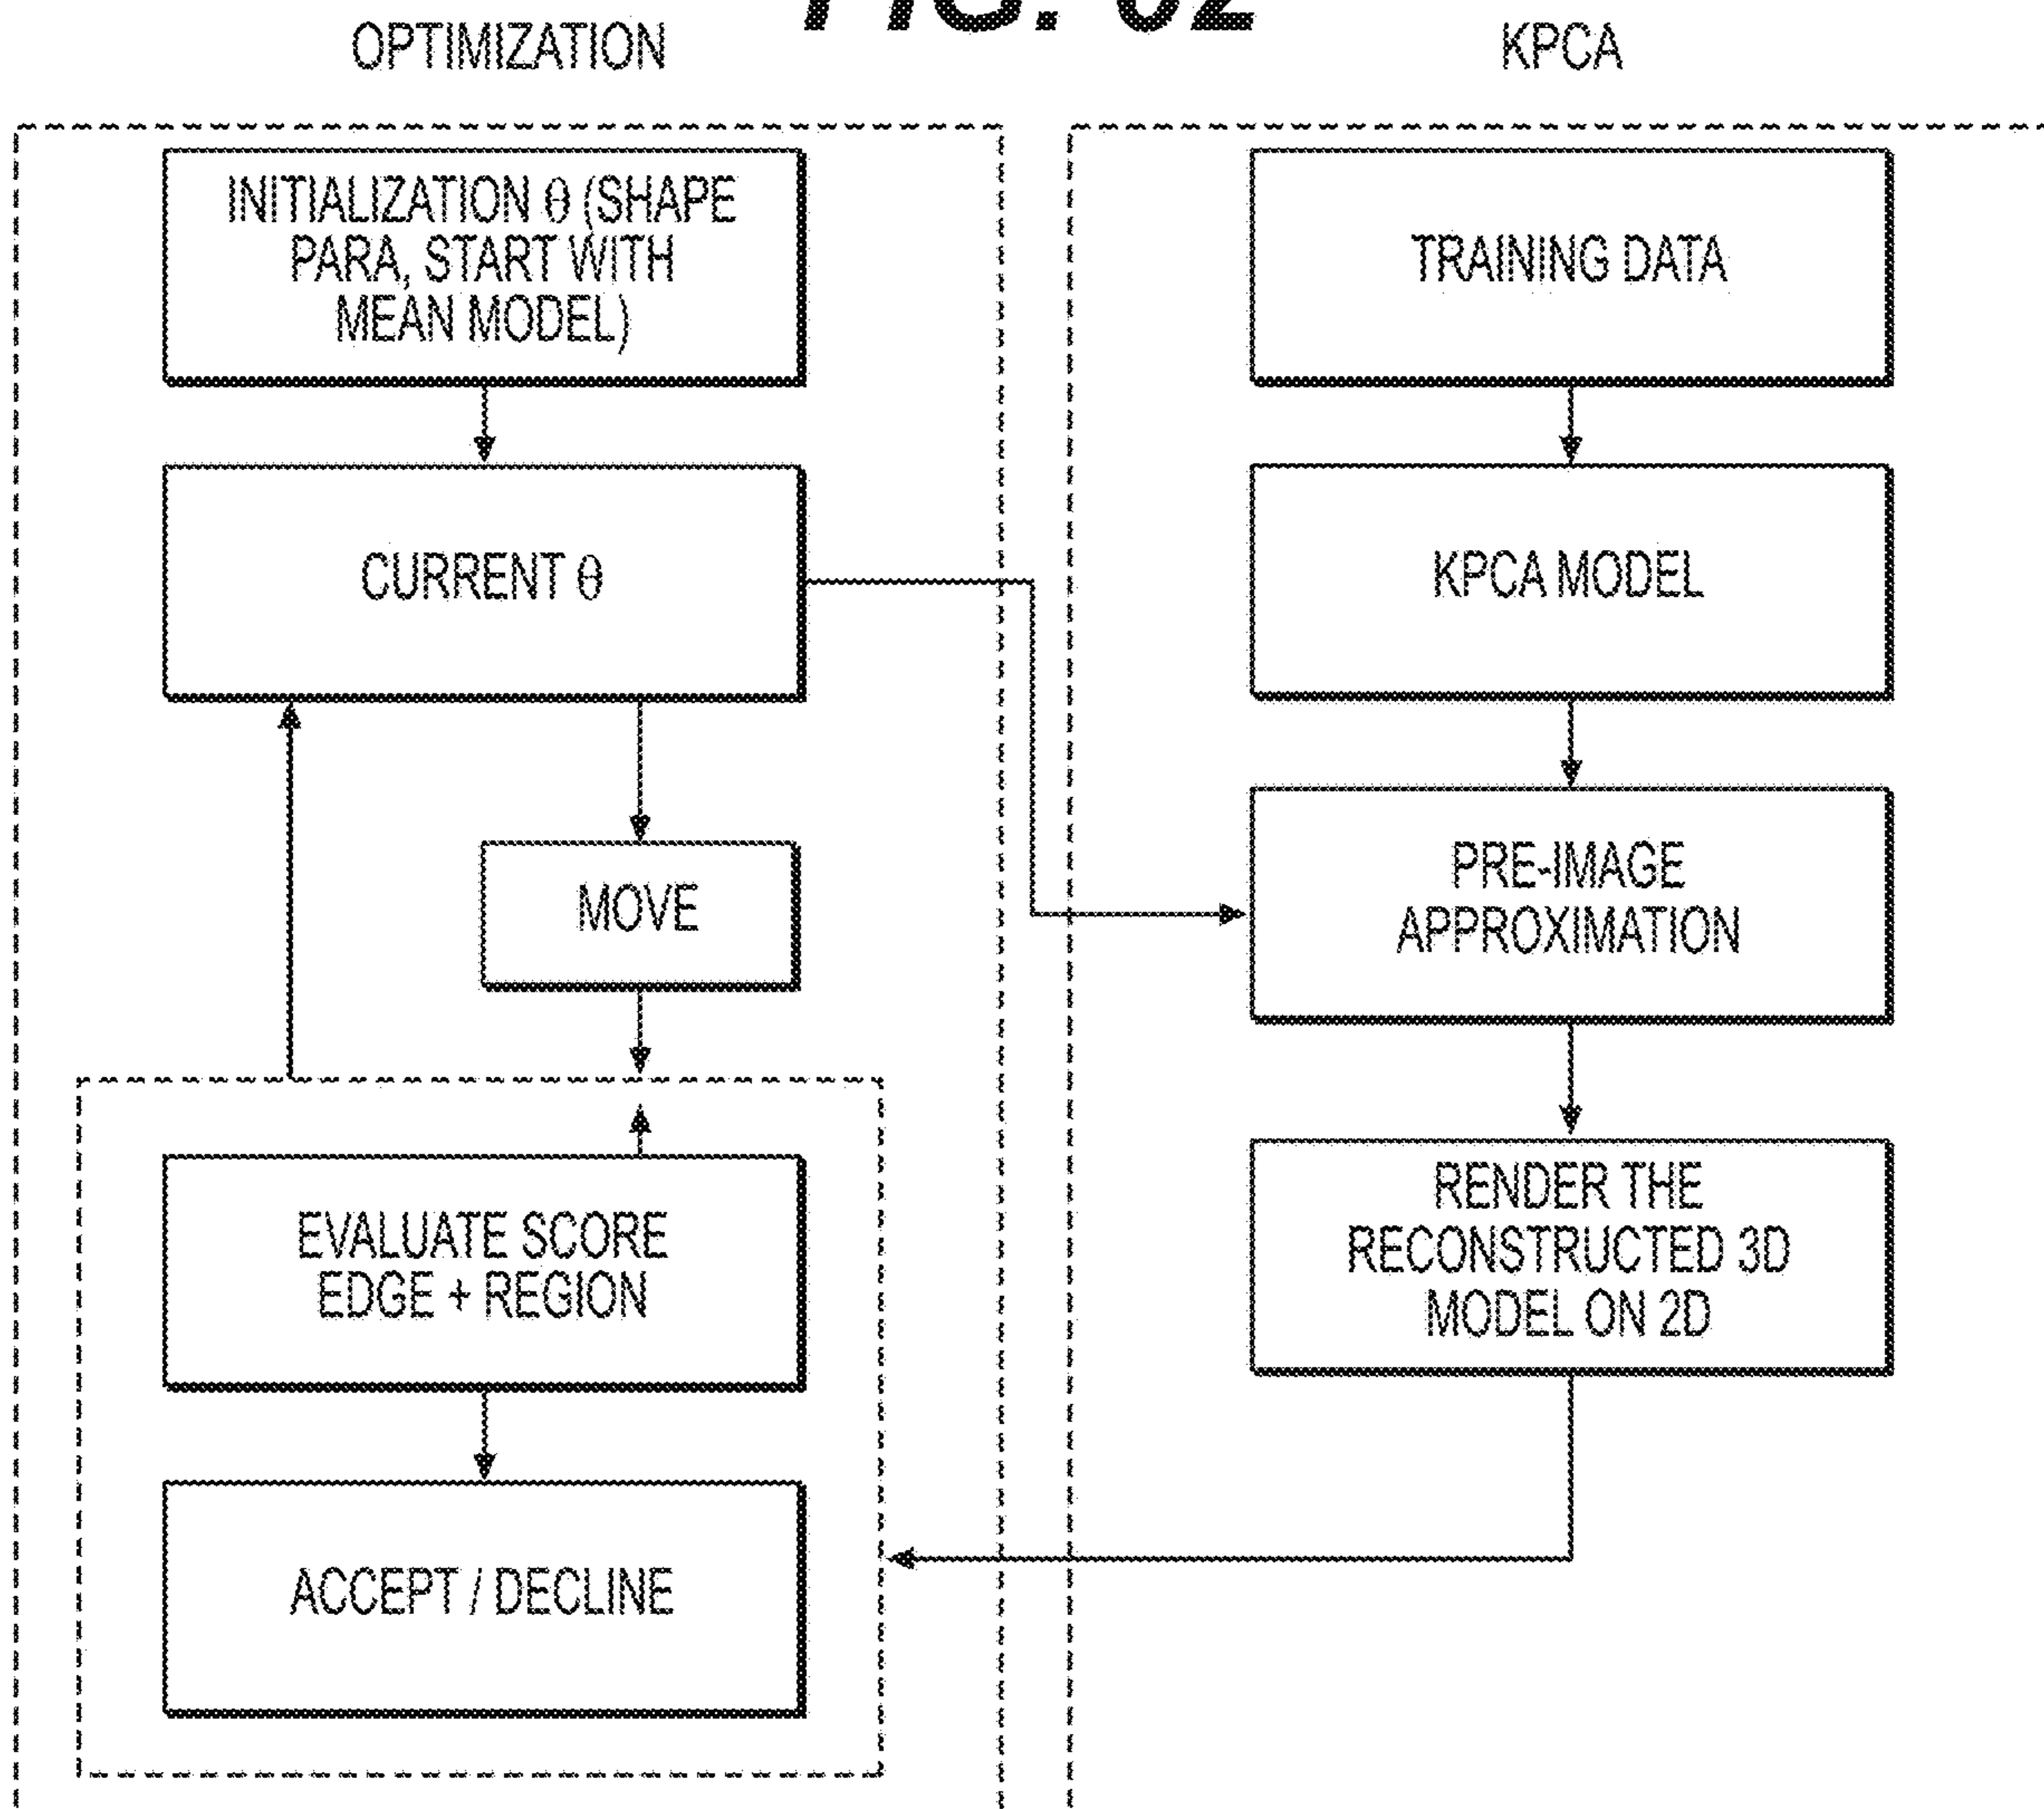 OPTIMIZATION
INITIALIZATION θ (SHAPE
PARA, START WITH
MEAN MODEL)
CURRENT θ
MOVE
EVALUATE SCORE
EDGE + REGION
ACCEPT / DECLINE
FIG.
KPCA
TRAINING DATA
KPCA MODEL
PRE-IMAGE
APPROXIMATION
RENDER THE
RECONSTRUCTED 3D
MODEL ON 2D